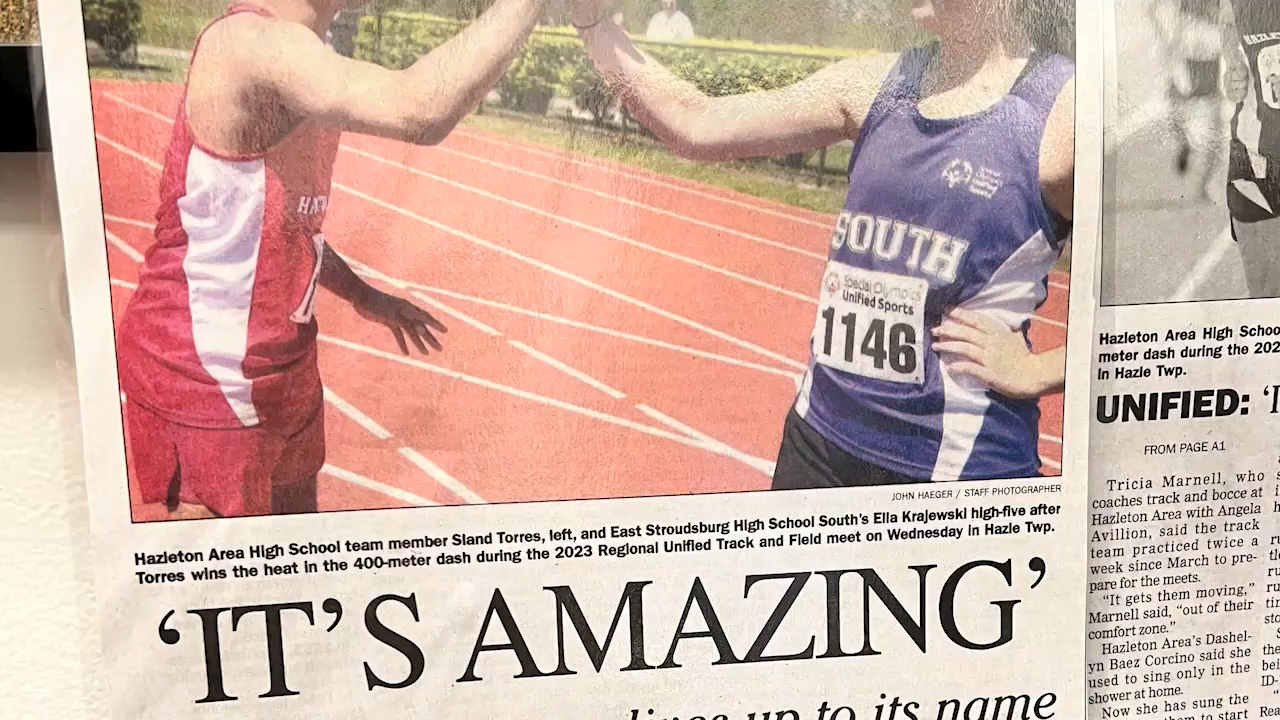 SOUTH
Special Olympics
Unified Sports
1146
JOHN HAEGER / STAFF PHOTOGRAPHER
Hazleton Area High School team member Sland Torres, left, and East Stroudsburg High School South's Ella Krajewski high-five after
Torres wins the heat in the 400-meter dash during the 2023 Regional Unified Track and Field meet on Wednesday in Hazle Twp.
'IT'S AMAZING'
up to its name
Hazleton Area High
meter dash during the
in Hazle Twp.
UNIFIED:
FROM PAGE A1
Tricia Marnell, who
coaches track and bocce at
Hazleton Area with Angela
Avillion, said the track
team practiced twice a
week since March to pre-
pare for the meets.
"It gets them moving,"
Marnell said, "out of their
comfort zone."
Hazleton Area's Dashel-
yn Baez Corcino said she
used to sing only in the
shower at home.
Now she has sung the
to start